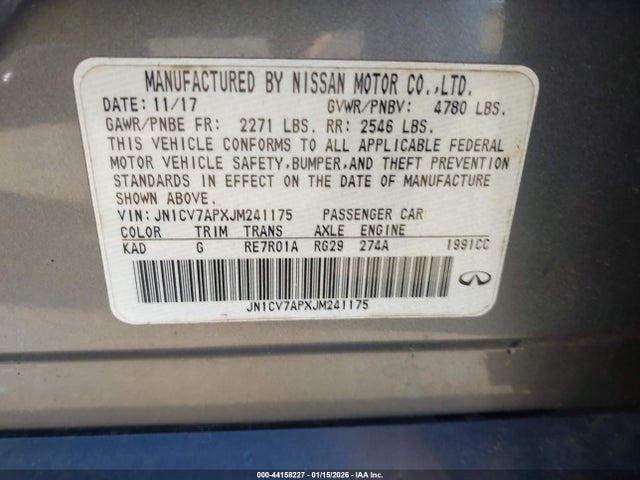 MANUFACTURED BY NISSAN MOTOR CO.,LTD.
DATE: 11/17 GVWR/PNBV: 4780 LBS.
GAWR/PNBE FR: 2271 LBS. RR: 2546 LBS.
THIS VEHICLE CONFORMS TO ALL APPLICABLE FEDERAL
MOTOR VEHICLE SAFETY,BUMPER,AND THEFT PREVENTION
STANDARDS IN EFFECT ON THE DATE OF MANUFACTURE
SHOWN ABOVE.
VIN: JN1CV7APXJM241175 PASSENGER CAR
COLOR TRIM TRANS AXLE ENGINE
KAD G RE7R01A RG29 274A 1991CC
JN1CV7APXJM241175
000-44158227 - 01/15/2026 - IAA Inc.